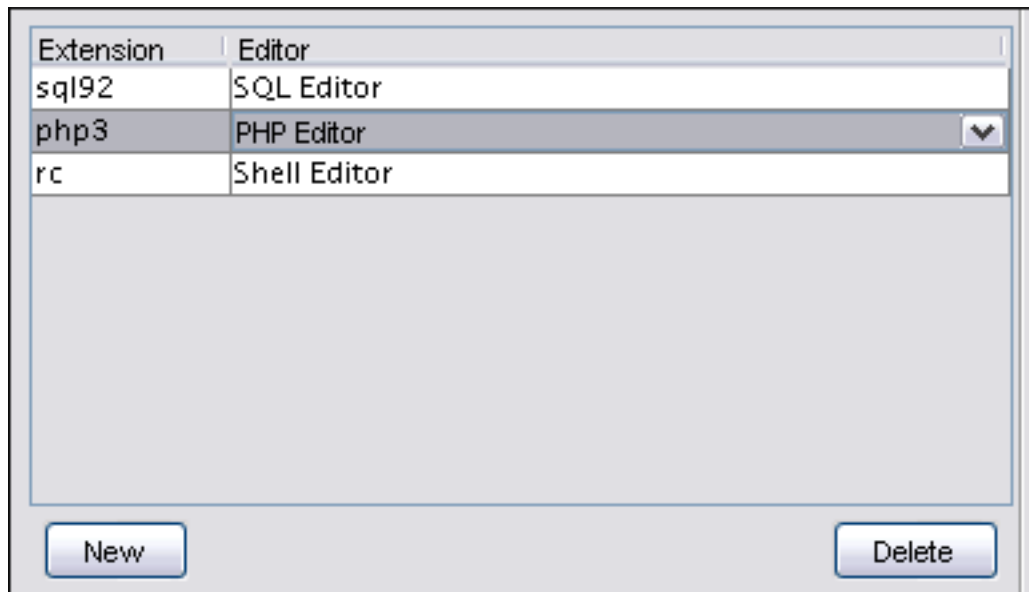 Extension Editor
sql92 SQL Editor
php3 PHP Editor
rc Shell Editor
New Delete